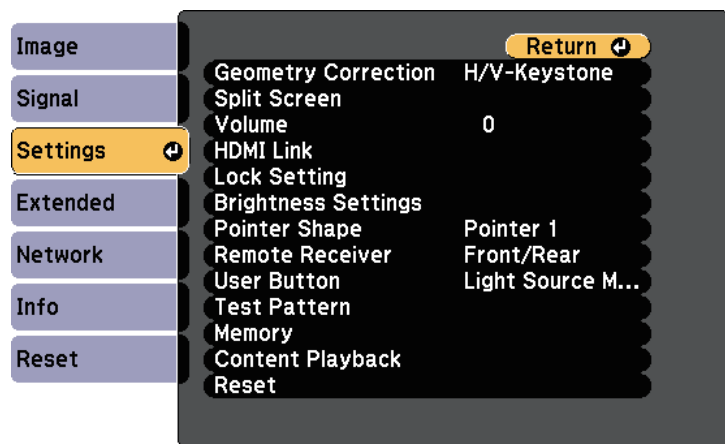 Image
Signal
Settings
Extended
Network
Info
Reset
Return
Geometry Correction H/V-Keystone
Split Screen
Volume 0
HDMI Link
Lock Setting
Brightness Settings
Pointer Shape Pointer 1
Remote Receiver Front/Rear
User Button Light Source M...
Test Pattern
Memory
Content Playback
Reset